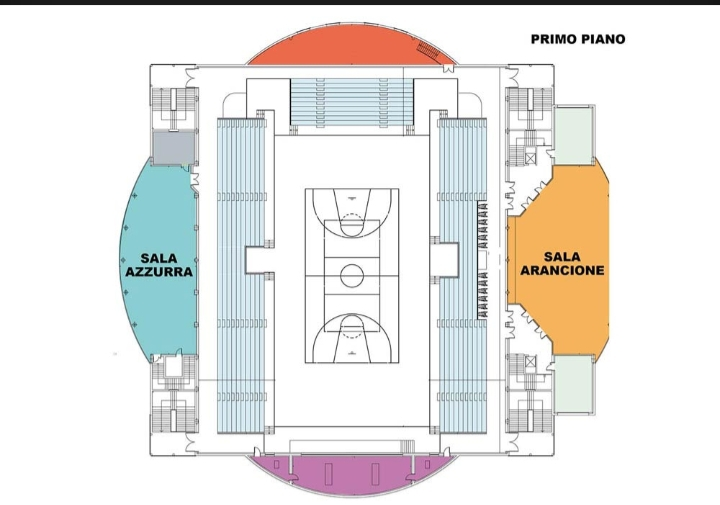 PRIMO PIANO
SALA
AZZURRA
SALA
ARANCIONE